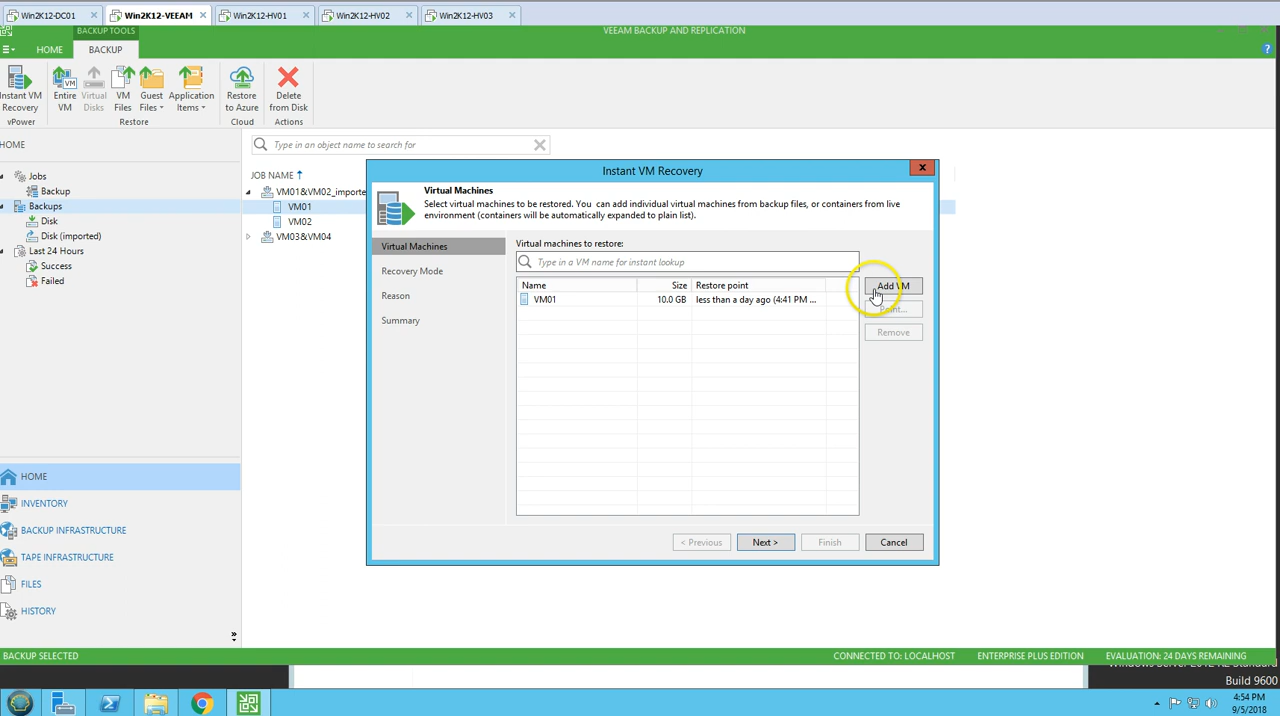 Win2K12-DC01
Win2K12-VEEAM
Win2K12-HV01
Win2K12-HV02
Win2K12-HV03
BACKUP TOOLS
VEEAM BACKUP AND REPLICATION
HOME
BACKUP
Instant VM Recovery
Entire VM
Virtual Disks
VM Files
Guest Files
Application Items
Restore to Azure
Delete from Disk
vPower
Restore
Cloud
Actions
HOME
Type in an object name to search for
Jobs
Backup
Backups
Disk
Disk (imported)
Last 24 Hours
Success
Failed
JOB NAME
VM01&VM02_importe
VM01
VM02
VM03&VM04
Instant VM Recovery
Virtual Machines
Select virtual machines to be restored. You can add individual virtual machines from backup files, or containers from live
environment (containers will be automatically expanded to plain list).
Virtual Machines
Recovery Mode
Reason
Summary
Virtual machines to restore:
Type in a VM name for instant lookup
Name Size Restore point
VM01 10.0 GB less than a day ago (4:41 PM ...
Add VM
Point...
Remove
< Previous
Next >
Finish
Cancel
HOME
INVENTORY
BACKUP INFRASTRUCTURE
TAPE INFRASTRUCTURE
FILES
HISTORY
BACKUP SELECTED
CONNECTED TO: LOCALHOST
ENTERPRISE PLUS EDITION
EVALUATION: 24 DAYS REMAINING
Windows Server 2012 R2 Standard
Build 9600
4:54 PM
9/5/2018